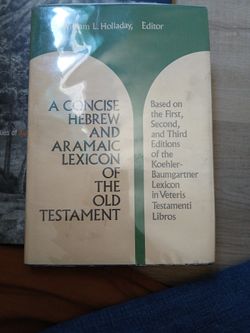 L. Holladay, Editor
A CONCISE
HEBREW
AND
ARAMAIC
LEXICON
OF
THE
OLD
TESTAMENT
Based on
the First,
Second,
and Third
Editions
of the
Koehler-
Baumgartner
Lexicon
in Veteris
Testamenti
Libros